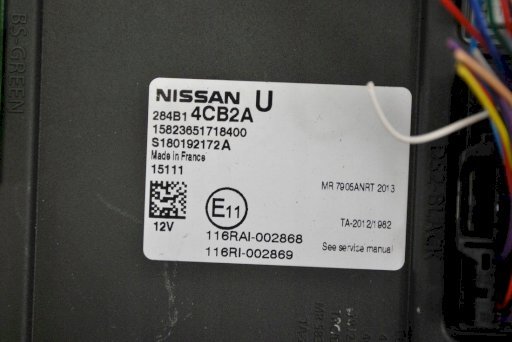 BS-GREEN
NISSAN U
284B1 4CB2A
15823651718400
S180192172A
Made in France
15111
MR 7905ANRT 2013
E11
TA-2012/1982
12V
116RAI-002868
See service manual
116RI-002869
BLACK